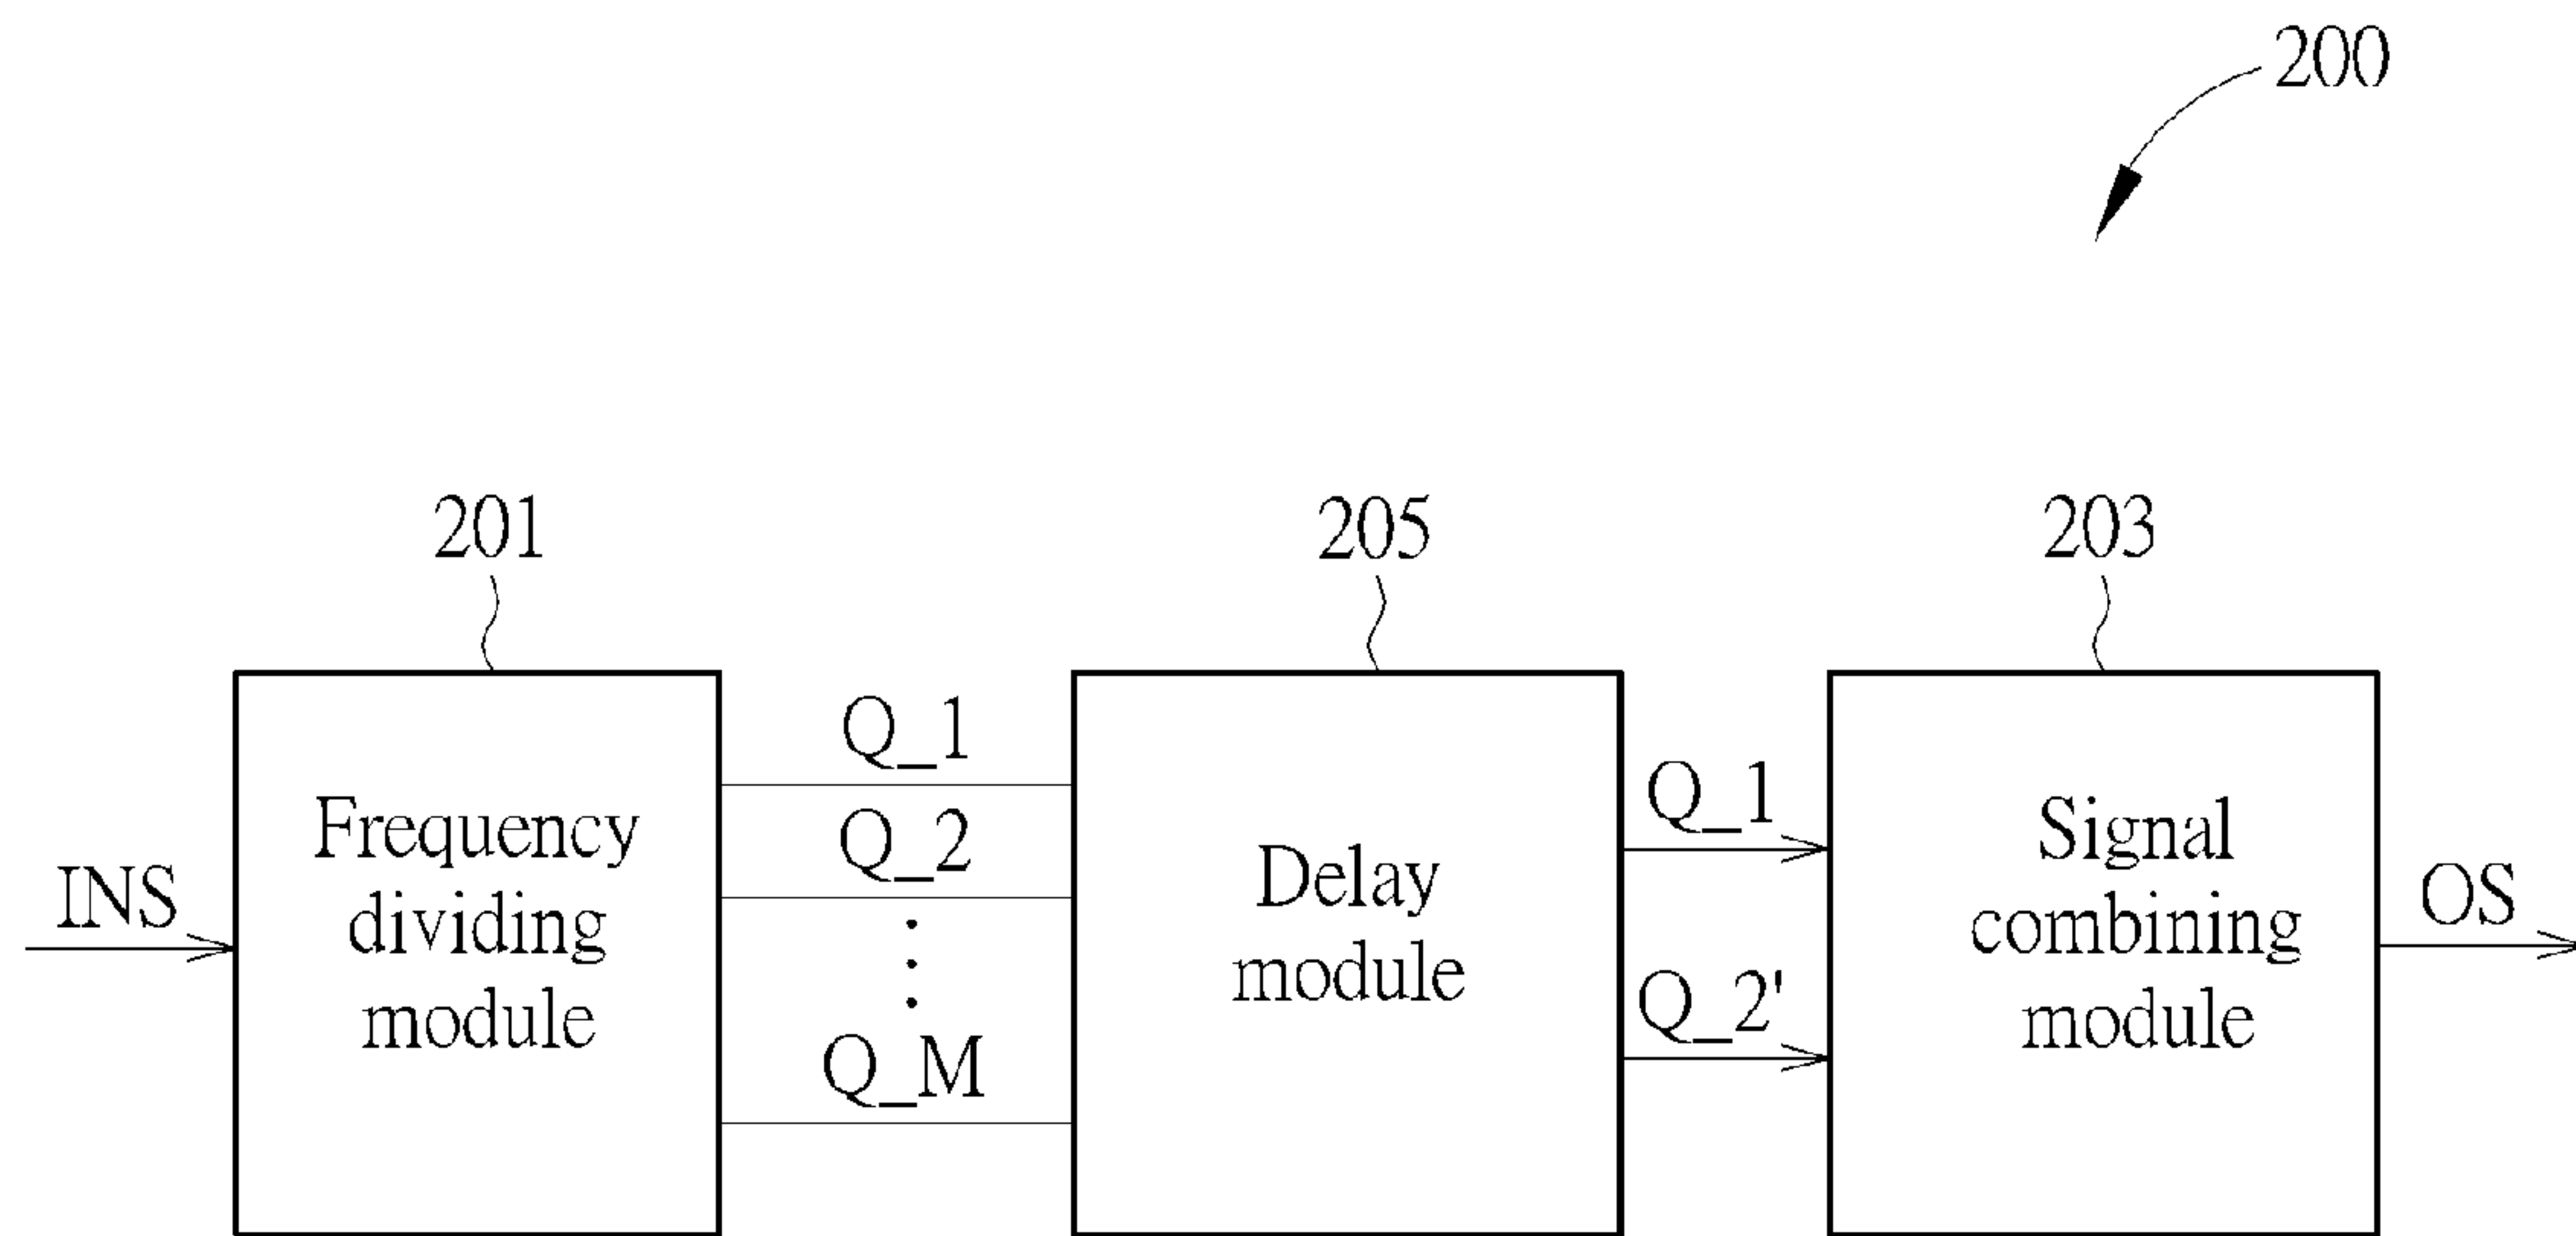 200
201
205
203
INS
Frequency
dividing
module
Q_1
Q_2
Q_M
Delay
module
Q_1
Q_2'
Signal
combining
module
OS